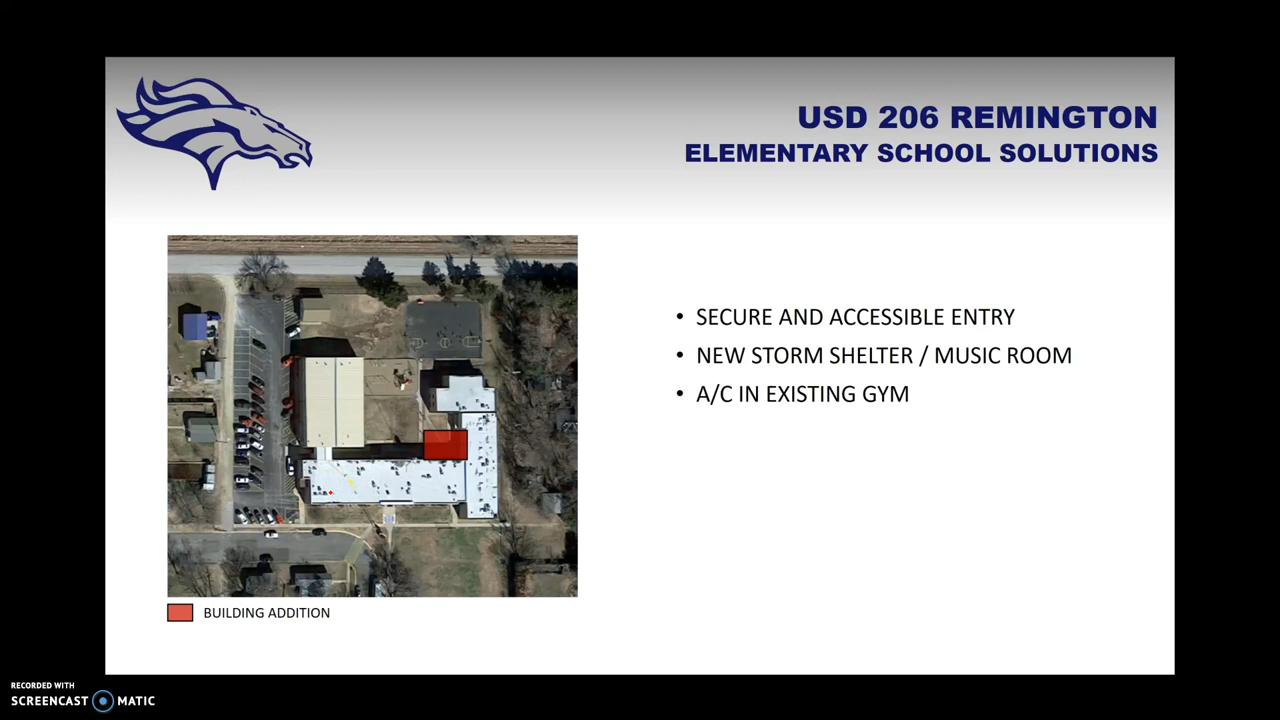 USD 206 REMINGTON
ELEMENTARY SCHOOL SOLUTIONS
• SECURE AND ACCESSIBLE ENTRY
• NEW STORM SHELTER / MUSIC ROOM
• A/C IN EXISTING GYM
BUILDING ADDITION
RECORDED WITH
SCREENCAST MATIC